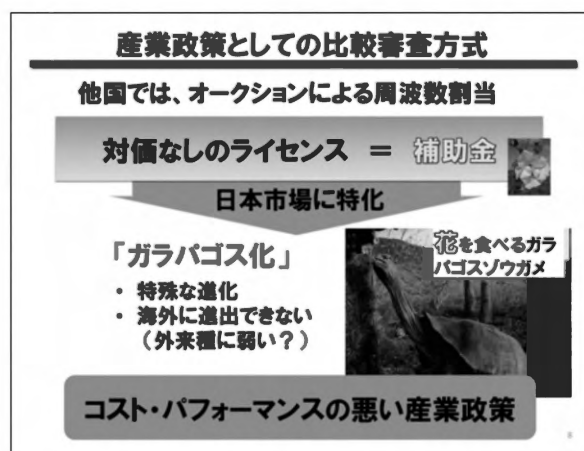 産業政策としての比較審査方式
他国では、オークションによる周波数割当
対価なしのライセンス ＝ 補助金
日本市場に特化
「ガラパゴス化」
・ 特殊な進化
・ 海外に進出できない
（外来種に弱い？）
花を食べるガラ
パゴスゾウガメ
コスト・パフォーマンスの悪い産業政策